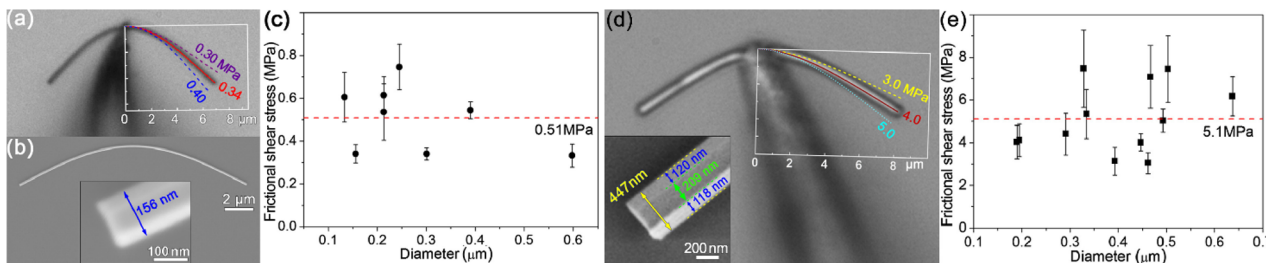 (a)
0.30 MPa
0.34
0.40
0 2 4 6 8 μm
(b)
2 μm
156 nm
100 nm
(c)
Frictional shear stress (MPa)
1.0
0.8
0.6
0.4
0.2
0.0
0.51MPa
0.1 0.2 0.3 0.4 0.5 0.6
Diameter (μm)
(d)
3.0 MPa
4.0
5.0
0 2 4 6 8 μm
447nm
120 nm
209 nm
118 nm
200 nm
(e)
Frictional shear stress (MPa)
8
6
4
2
0
5.1MPa
0.1 0.2 0.3 0.4 0.5 0.6 0.
Diameter (μm)